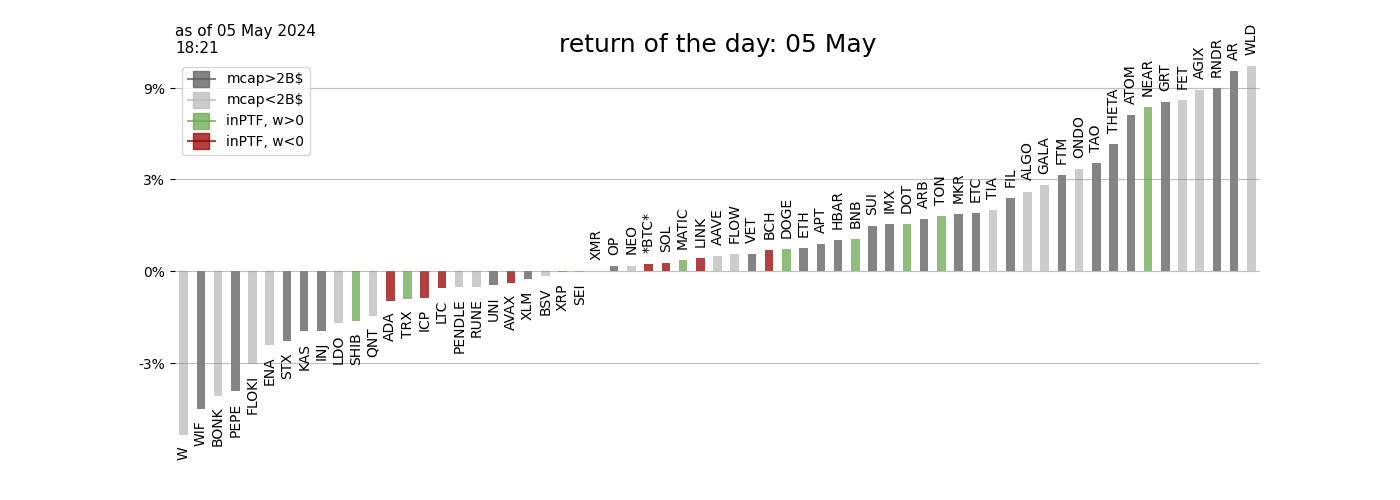 as of 05 May 2024
18:21
return of the day: 05 May
mcap>2B$
mcap<2B$
inPTF, w>0
inPTF, w<0
9%
3%
0%
-3%
W
WIF
BONK
PEPE
FLOKI
ENA
STX
KAS
INJ
LDO
SHIB
QNT
ADA
TRX
ICP
LTC
PENDLE
RUNE
UNI
AVAX
XLM
BSV
XRP
SEI
XMR
OP
NEO
*BTC*
SOL
MATIC
LINK
AAVE
FLOW
VET
BCH
DOGE
ETH
APT
HBAR
BNB
SUI
IMX
DOT
ARB
TON
MKR
ETC
TIA
FIL
ALGO
GALA
FTM
ONDO
TAO
THETA
ATOM
NEAR
GRT
FET
AGIX
RNDR
AR
WLD